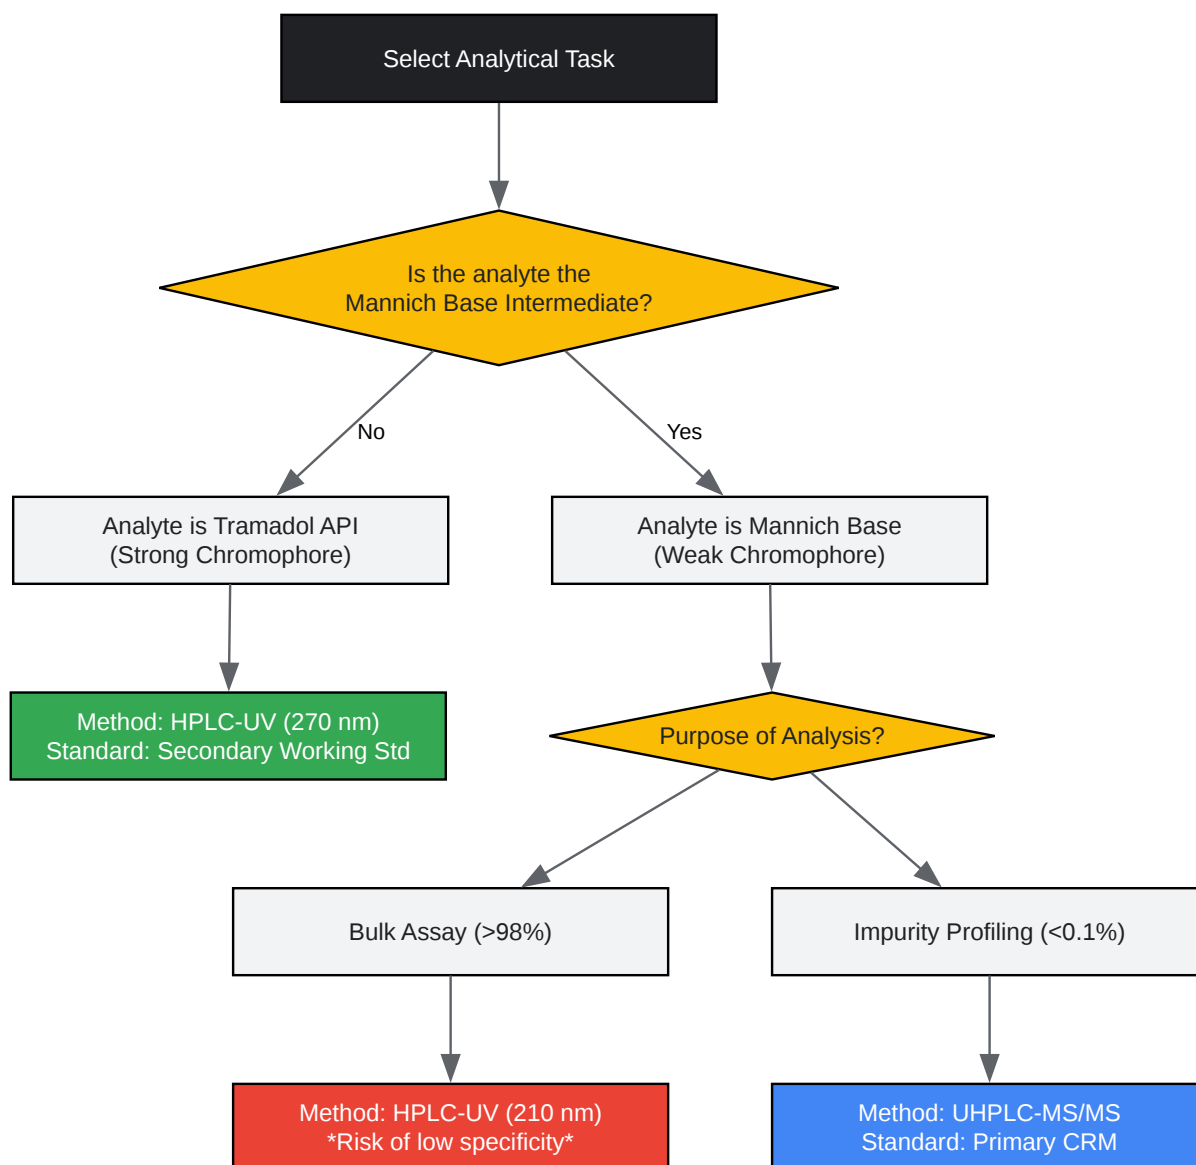 Select Analytical Task
Is the analyte the
Mannich Base Intermediate?
No
Yes
Analyte is Tramadol API
(Strong Chromophore)
Analyte is Mannich Base
(Weak Chromophore)
Method: HPLC-UV (270 nm)
Standard: Secondary Working Std
Purpose of Analysis?
Bulk Assay (>98%)
Impurity Profiling (<0.1%)
Method: HPLC-UV (210 nm)
*Risk of low specificity*
Method: UHPLC-MS/MS
Standard: Primary CRM